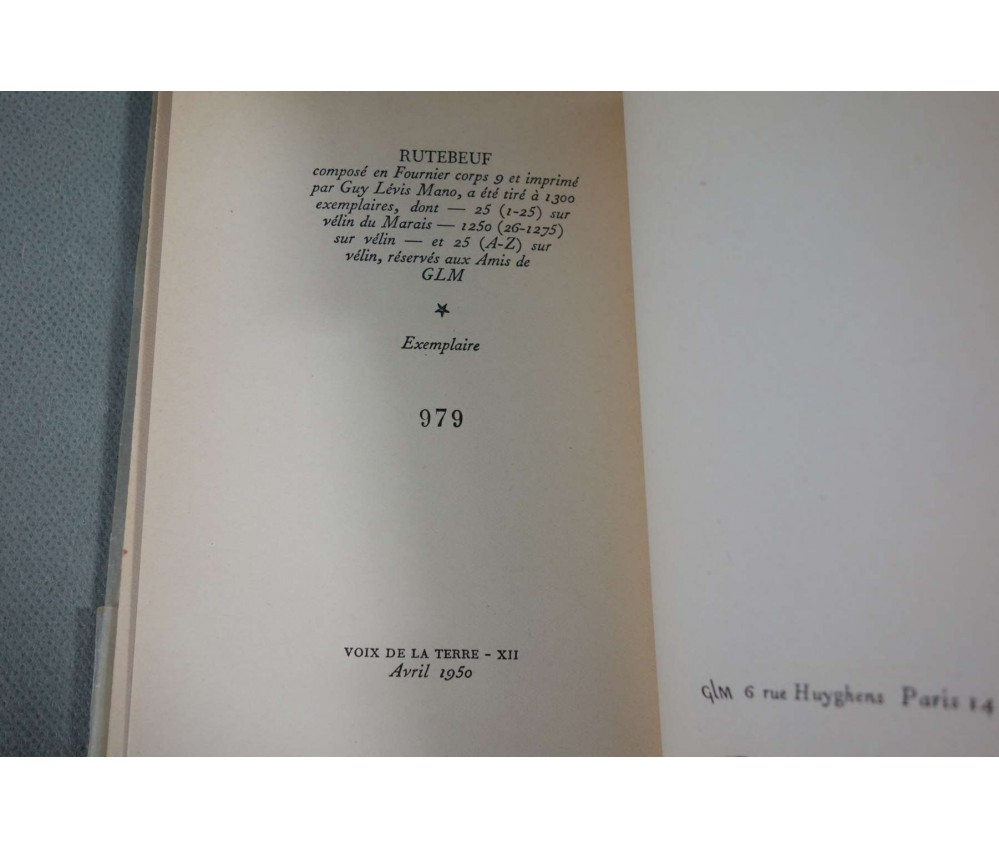 RUTEBEUF
composé en Fournier corps 9 et imprimé
par Guy Lévis Mano, a été tiré à 1300
exemplaires, dont — 25 (1-25) sur
vélin du Marais — 1250 (26-1275)
sur vélin — et 25 (A-Z) sur
vélin, réservés aux Amis de
GLM
Exemplaire
979
VOIX DE LA TERRE - XII
Avril 1950
GLM 6 rue Huyghens Paris 14